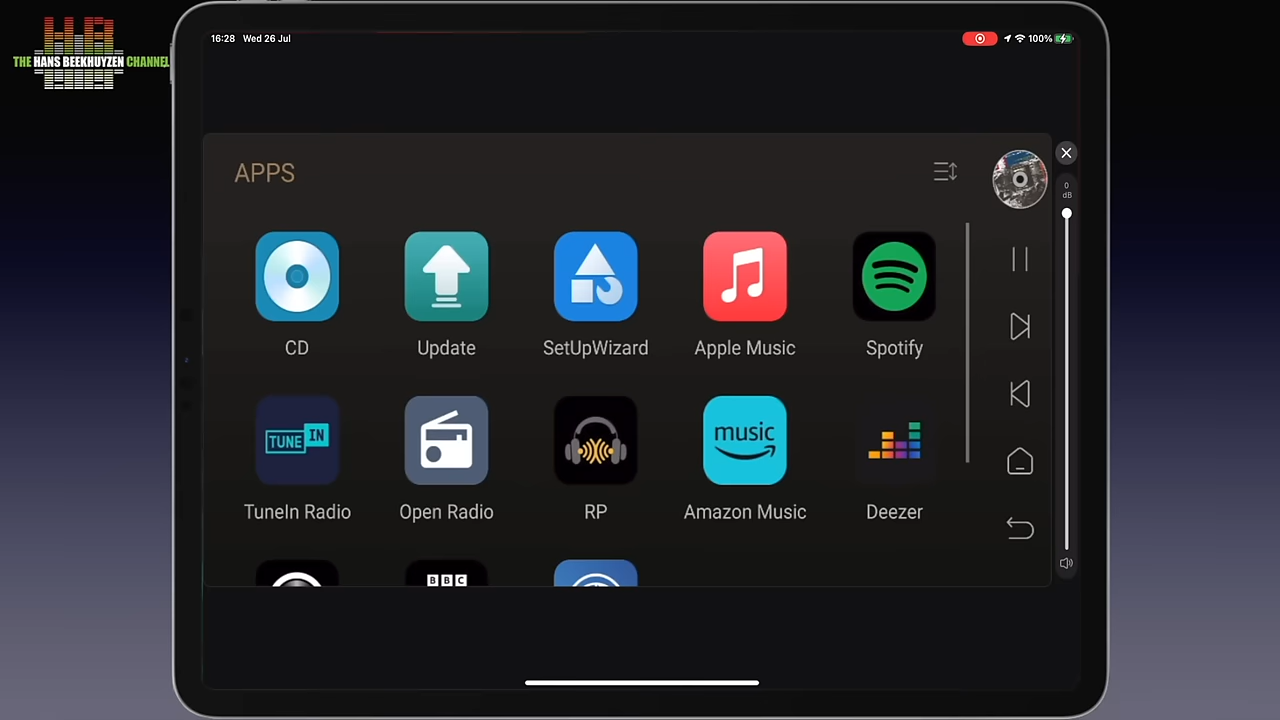 THE HANS BEEKHUYZEN CHANNEL
16:28 Wed 26 Jul
100%
APPS
0
dB
CD
Update
SetUpWizard
Apple Music
Spotify
TUNE IN
music
TuneIn Radio
Open Radio
RP
Amazon Music
Deezer
BBC